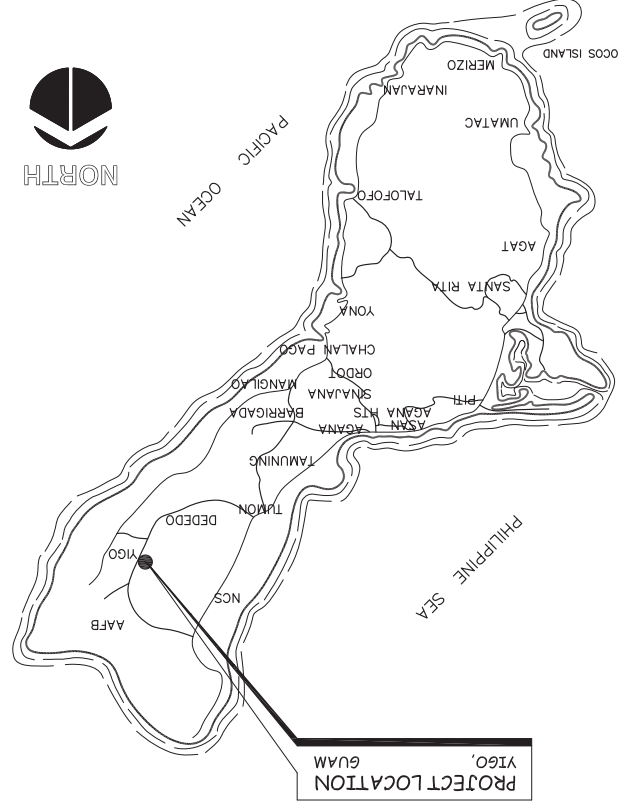 PROJECT LOCATION
YIGO, GUAM
AAFB
NCS
PHILIPPINE SEA
YIGO
DEDEDO
TUMON
TAMUNING
AGANA
ASAN
BARRIGADA
AGANA HTS
PITI
SINAJANA
MANGILAO
ORDOT
CHALAN PAGO
YONA
SANTA RITA
AGAT
TALOFOFO
PACIFIC OCEAN
NORTH
UMATAC
INARAJAN
MERIZO
OCOS ISLAND